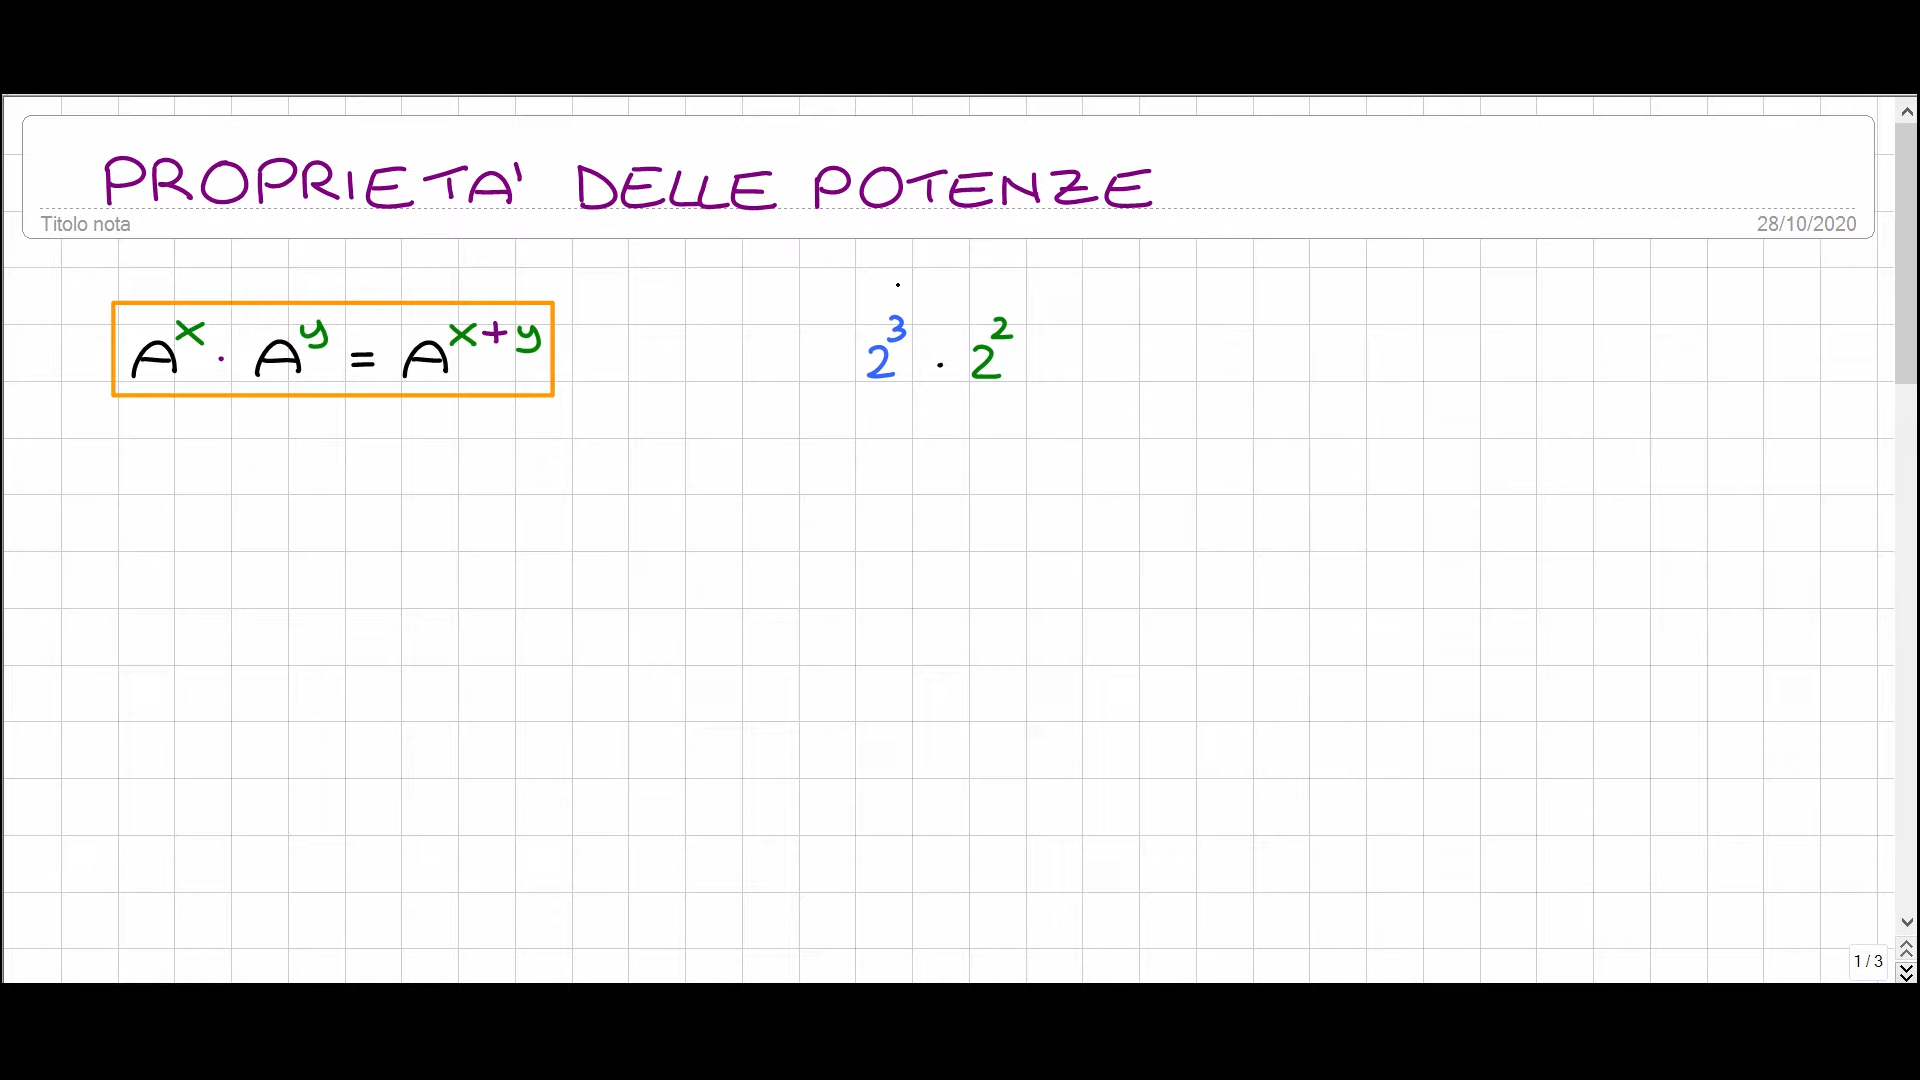 PROPRIETA' DELLE POTENZE
Titolo nota 28/10/2020
A^x · A^y = A^x+y
2^3 · 2^2
1 / 3